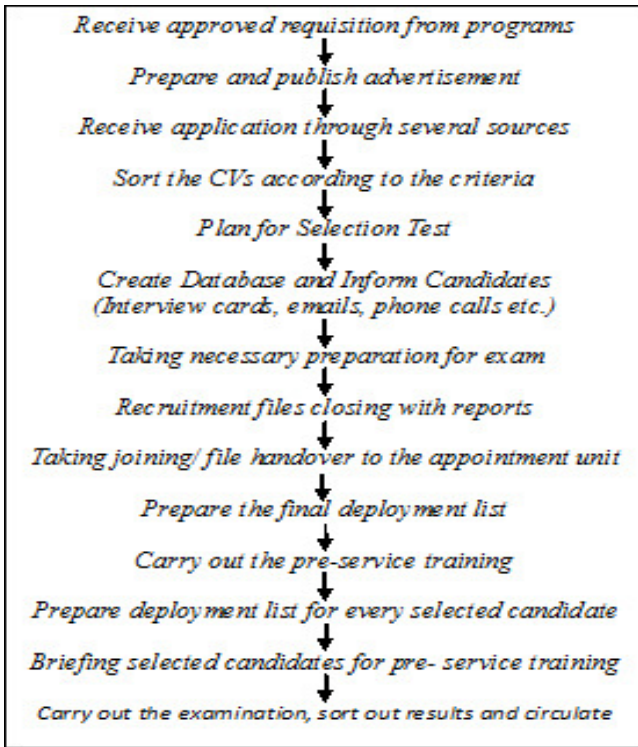 Receive approved requisition from programs
Prepare and publish advertisement
Receive application through several sources
Sort the CVs according to the criteria
Plan for Selection Test
Create Database and Inform Candidates
(Interview cards, emails, phone calls etc.)
Taking necessary preparation for exam
Recruitment files closing with reports
Taking joining/ file handover to the appointment unit
Prepare the final deployment list
Carry out the pre-service training
Prepare deployment list for every selected candidate
Briefing selected candidates for pre- service training
Carry out the examination, sort out results and circulate